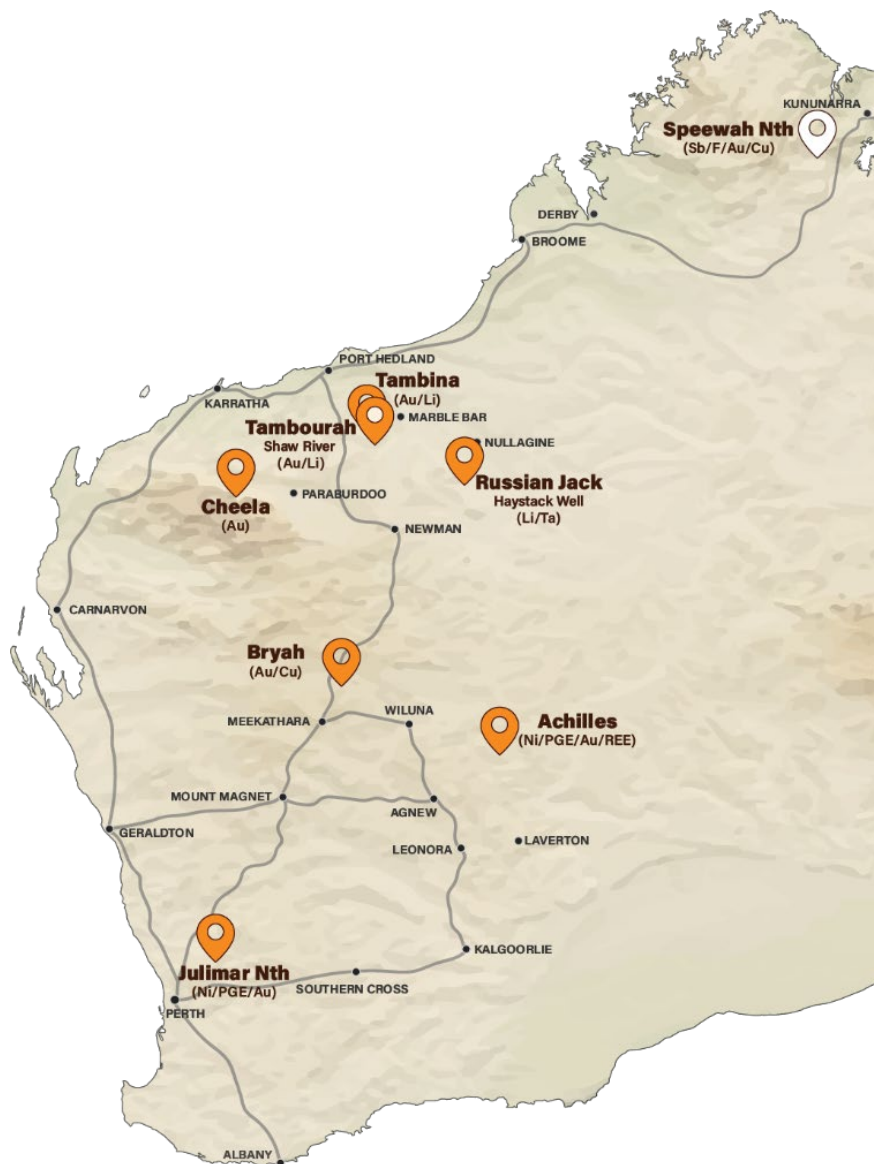 KUNUNARRA
Speewah Nth
(Sb/F/Au/Cu)
DERBY
BROOME
PORT HEDLAND
Tambina
(Au/Li)
KARRATHA
MARBLE BAR
Tambourah
Shaw River
(Au/Li)
NULLAGINE
Russian Jack
Haystack Well
(Li/Ta)
PARABURDOO
Cheela
(Au)
NEWMAN
CARNARVON
Bryah
(Au/Cu)
WILUNA
MEEKATHARA
Achilles
(Ni/PGE/Au/REE)
MOUNT MAGNET
AGNEW
GERALDTON
LAVERTON
LEONORA
KALGOORLIE
Julimar Nth
(Ni/PGE/Au)
SOUTHERN CROSS
PERTH
ALBANY